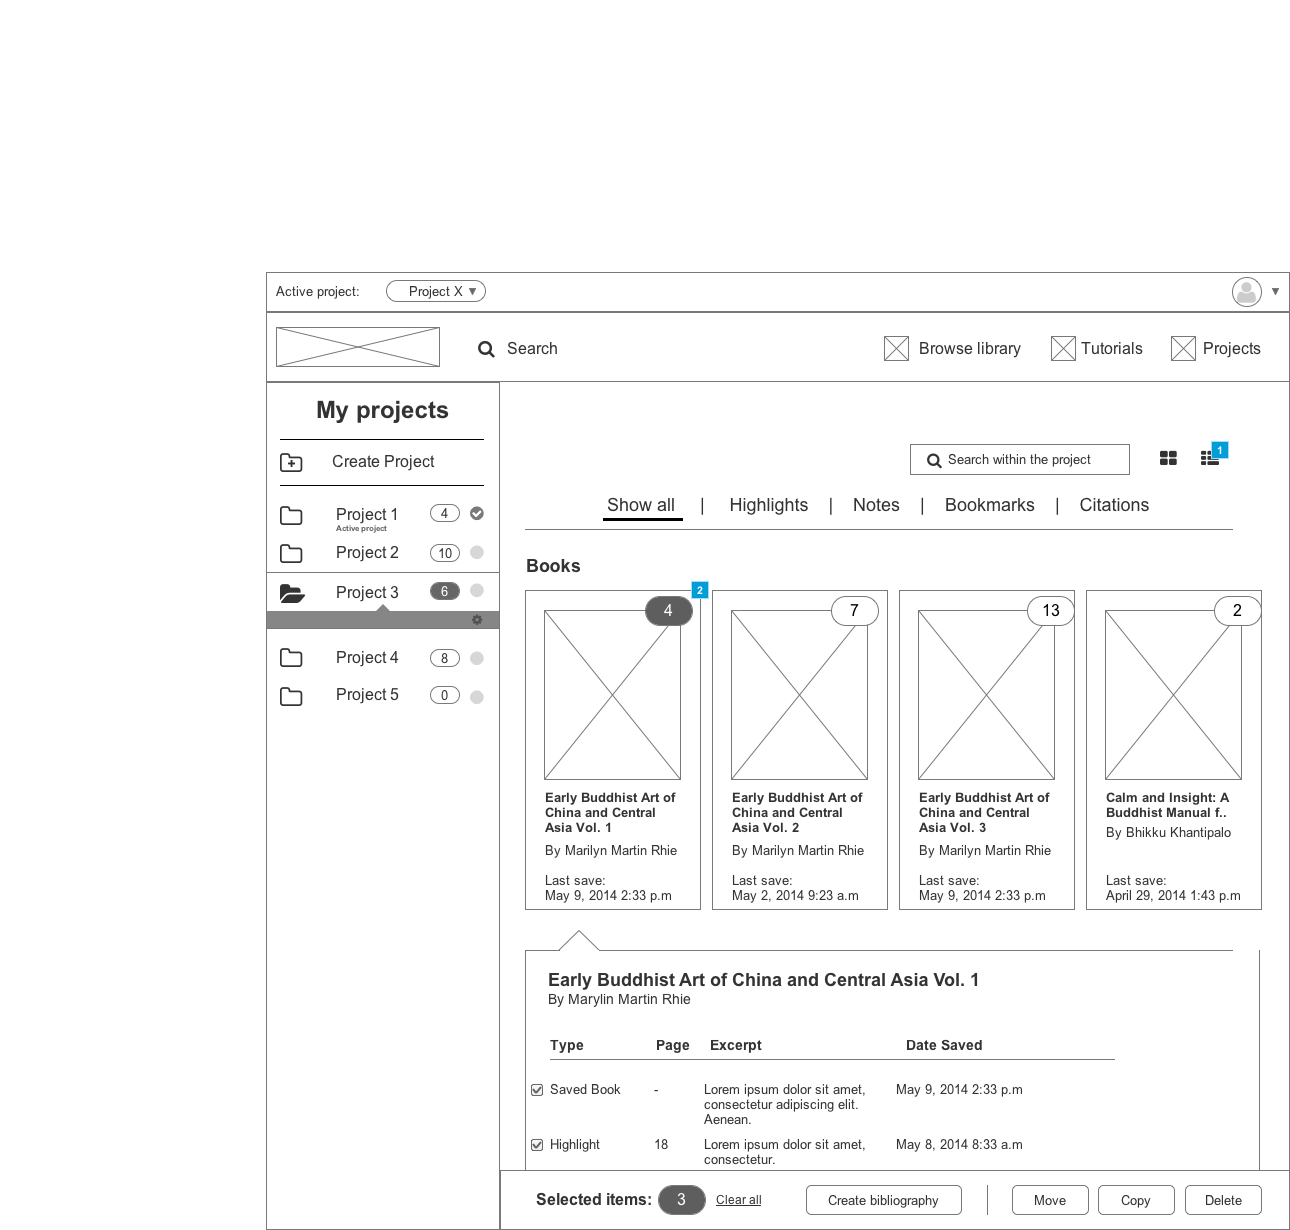 Active project:
Project X
Search
Browse library
Tutorials
Projects
My projects
Create Project
Project 1
4
Active project
Project 2
10
Project 3
6
Project 4
8
Project 5
0
Search within the project
1
Show all | Highlights | Notes | Bookmarks | Citations
Books
2
4
Early Buddhist Art of
China and Central
Asia Vol. 1
By Marilyn Martin Rhie
Last save:
May 9, 2014 2:33 p.m
7
Early Buddhist Art of
China and Central
Asia Vol. 2
By Marilyn Martin Rhie
Last save:
May 2, 2014 9:23 a.m
13
Early Buddhist Art of
China and Central
Asia Vol. 3
By Marilyn Martin Rhie
Last save:
May 9, 2014 2:33 p.m
2
Calm and Insight: A
Buddhist Manual f..
By Bhikku Khantipalo
Last save:
April 29, 2014 1:43 p.m
Early Buddhist Art of China and Central Asia Vol. 1
By Marylin Martin Rhie
Type Page Excerpt Date Saved
Saved Book - Lorem ipsum dolor sit amet, May 9, 2014 2:33 p.m
consectetur adipiscing elit.
Aenean.
Highlight 18 Lorem ipsum dolor sit amet, May 8, 2014 8:33 a.m
consectetur.
Selected items: 3 Clear all Create bibliography Move Copy Delete